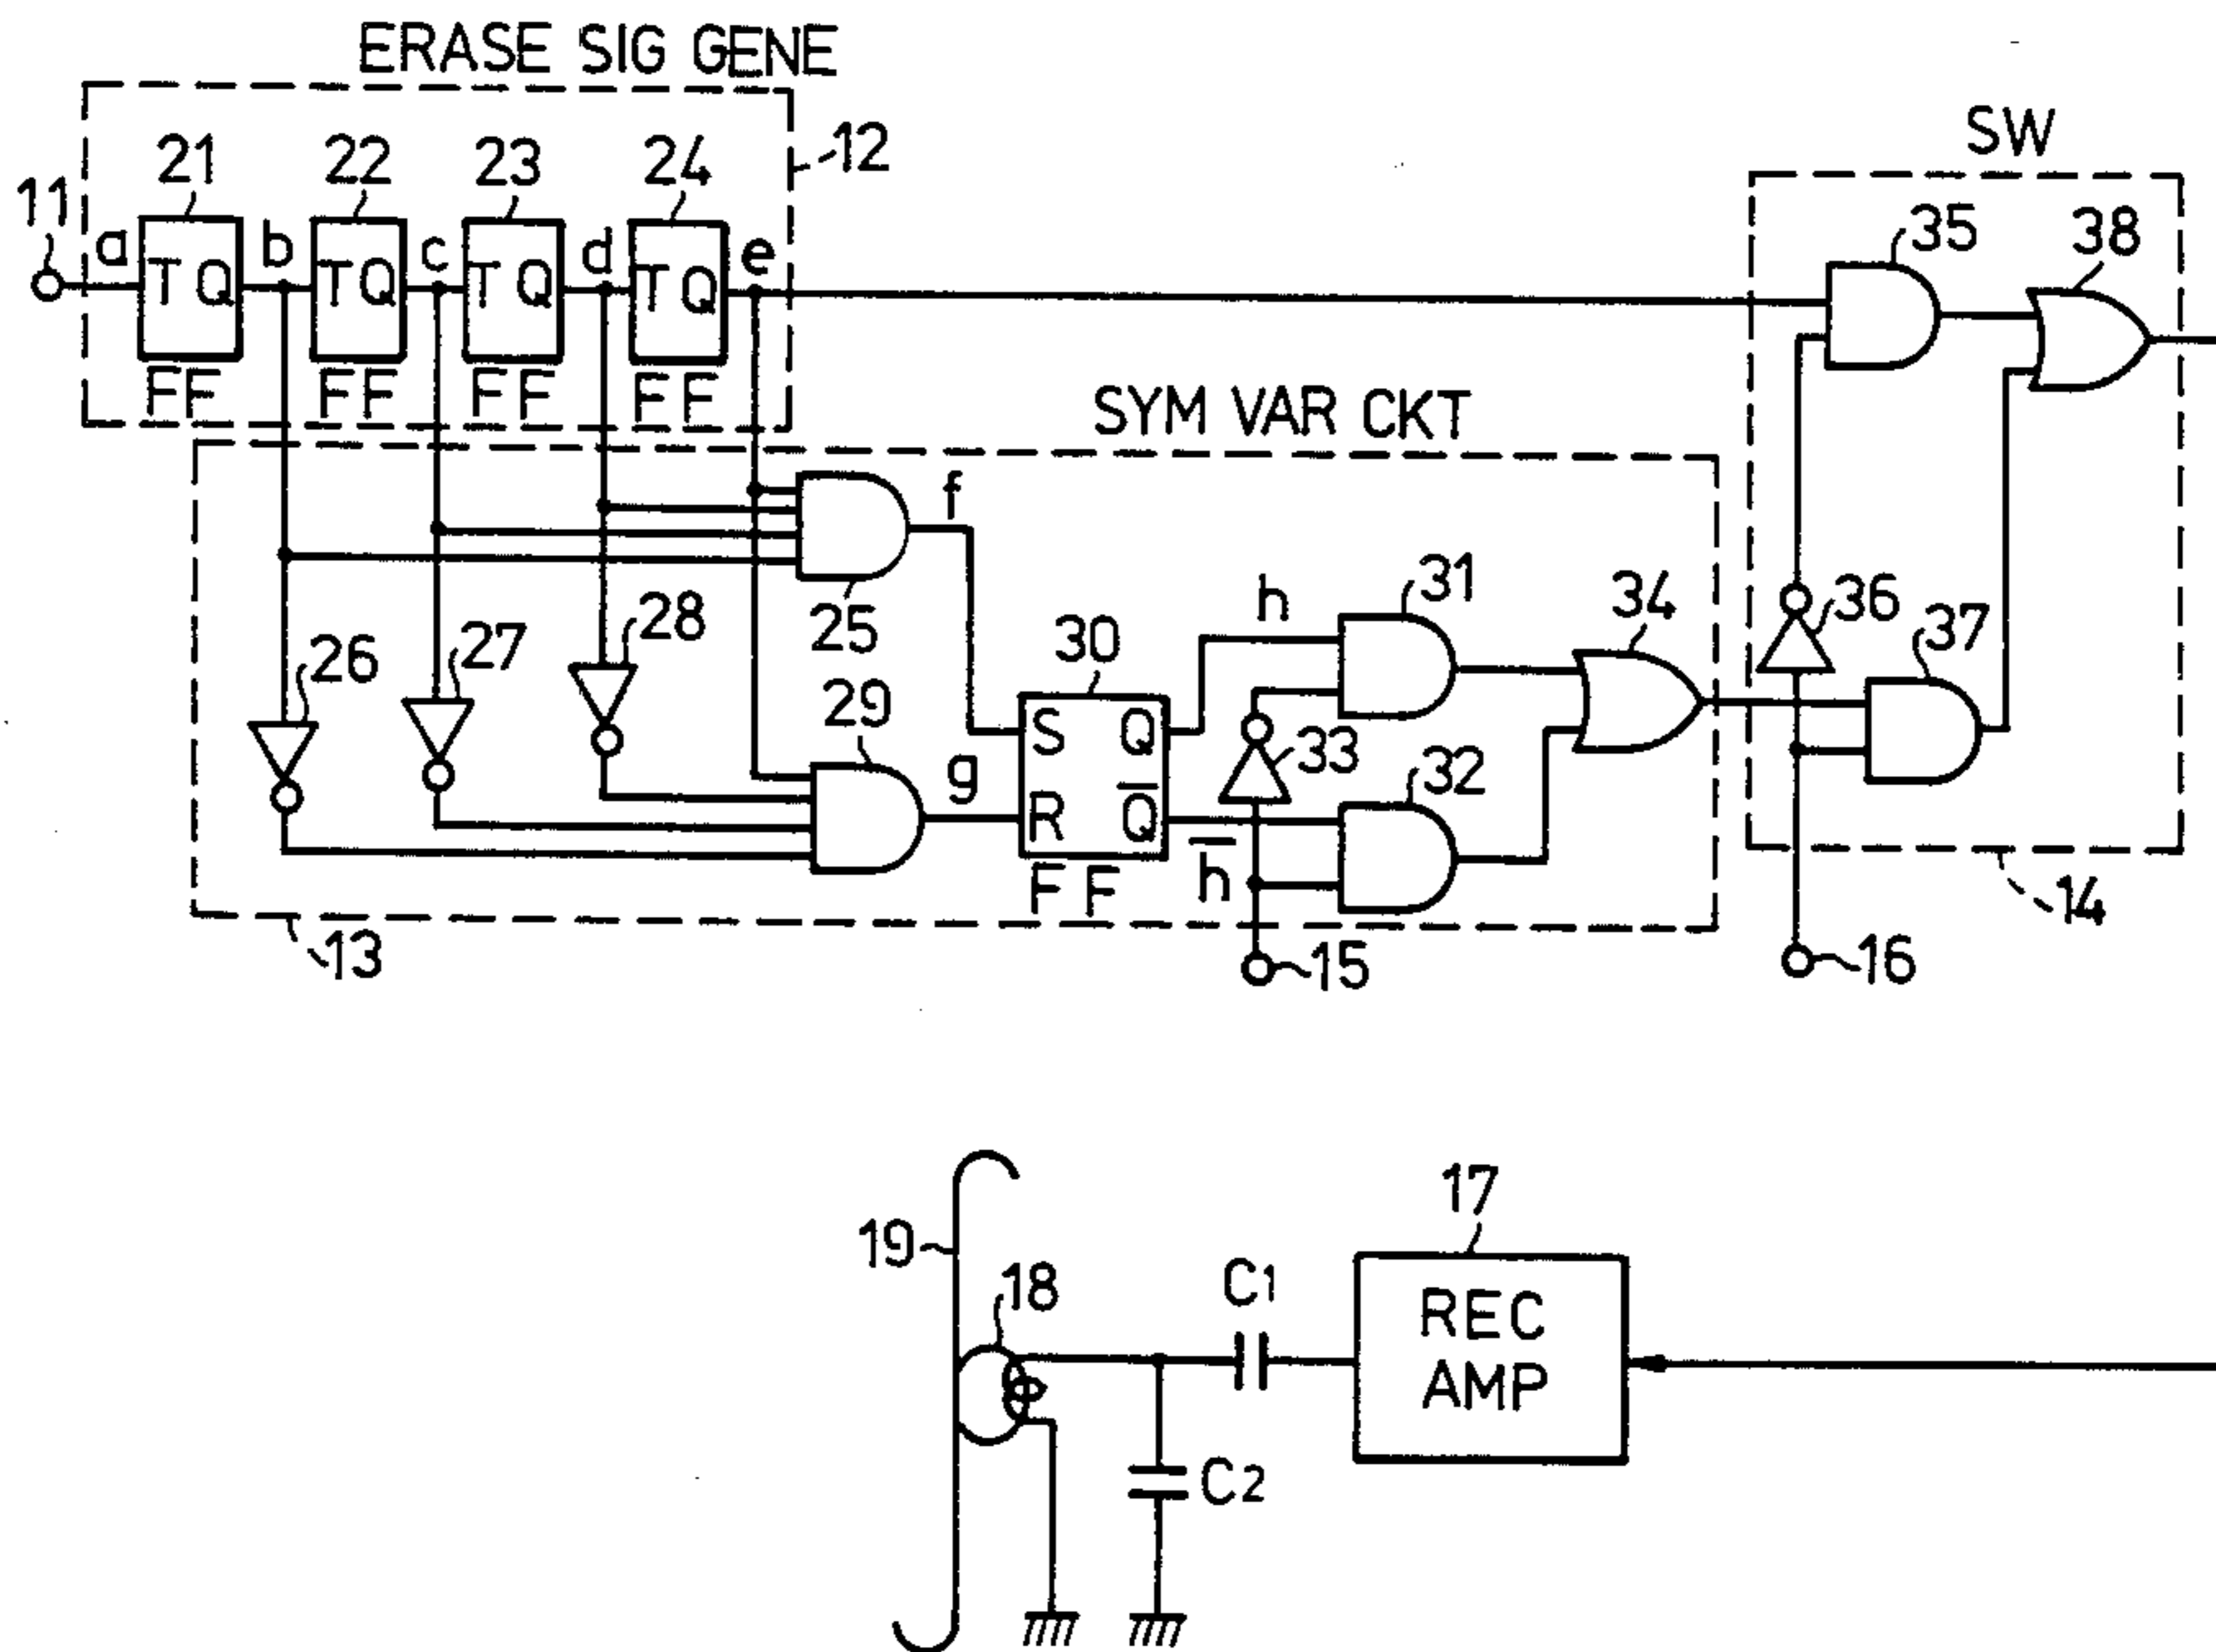 ERASE SIG GENE
12
21 22 23 24
11
a b c d e
T Q T Q T Q T Q
FF FF FF FF
SW
35
38
SYM VAR CKT
f
25
26 27 28
29
g
30
S Q
R Q̅
FF
h
h̅
31
33
32
34
36
37
13
15
16
14
19
18
C1
C2
17
REC
AMP